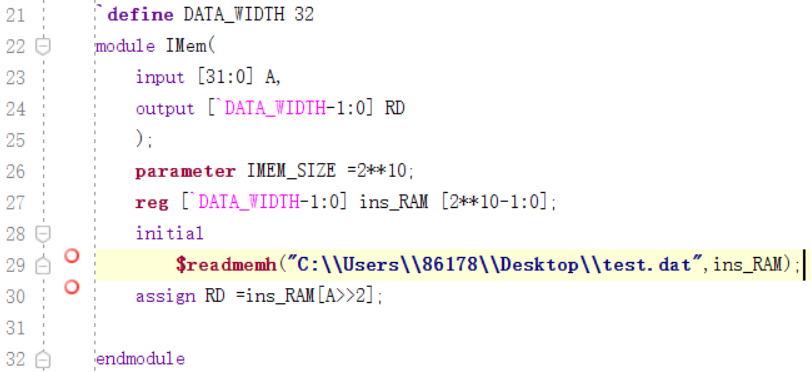 21 `define DATA_WIDTH 32
22 module IMem(
23 input [31:0] A,
24 output [`DATA_WIDTH-1:0] RD
25 );
26 parameter IMEM_SIZE =2**10;
27 reg [`DATA_WIDTH-1:0] ins_RAM [2**10-1:0];
28 initial
29 $readmemh("C:\\Users\\86178\\Desktop\\test.dat",ins_RAM);
30 assign RD =ins_RAM[A>>2];
31
32 endmodule